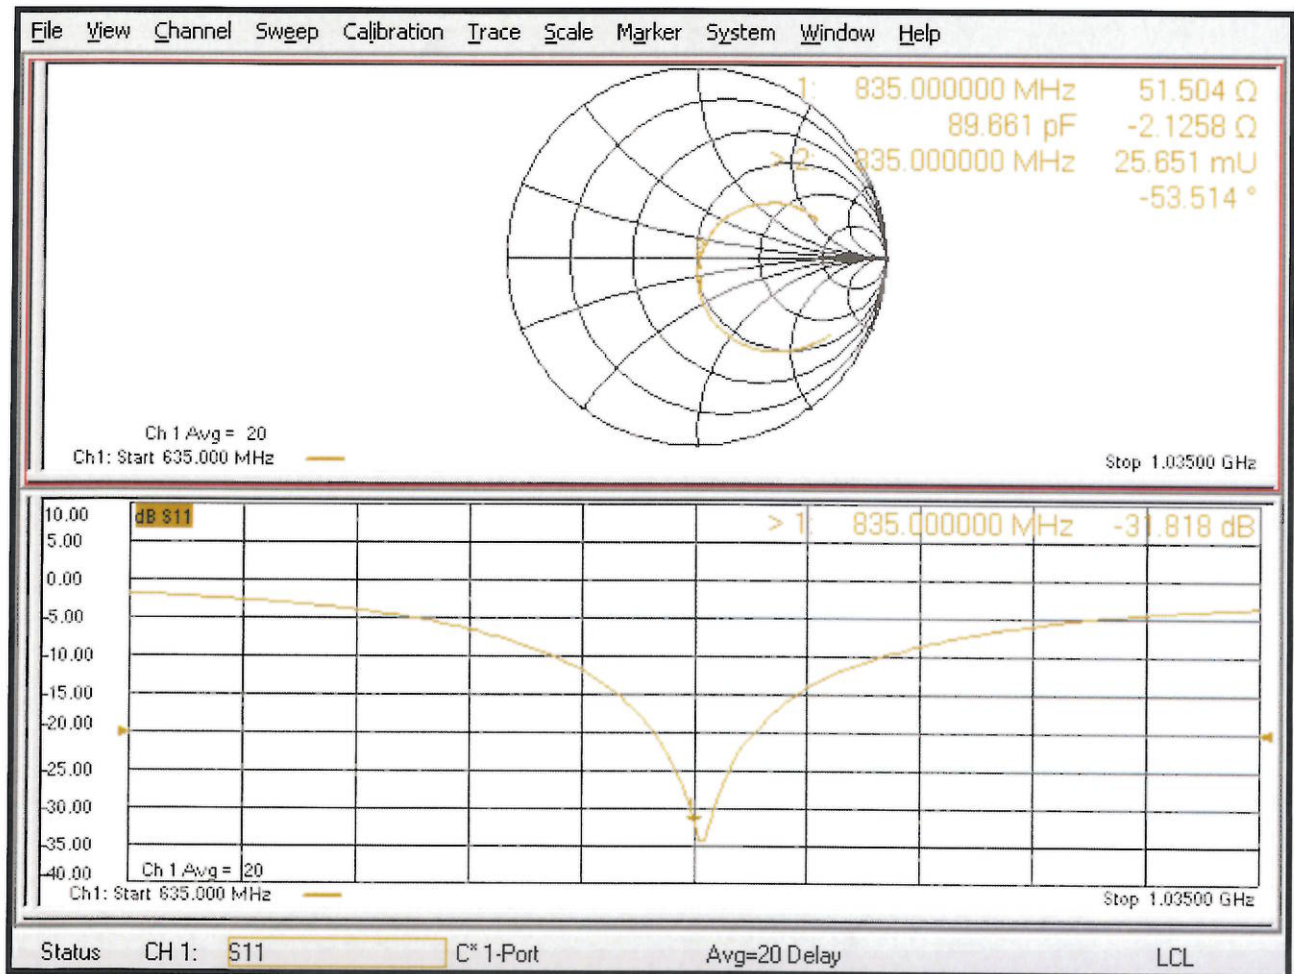 File View Channel Sweep Calibration Trace Scale Marker System Window Help
1: 835.000000 MHz 51.504 Ω
89.661 pF -2.1258 Ω
> 2: 835.000000 MHz 25.651 mU
-53.514 °
Ch 1 Avg = 20
Ch1: Start 635.000 MHz
Stop 1.03500 GHz
dB S11
> 1: 835.000000 MHz -31.818 dB
10.00
5.00
0.00
-5.00
-10.00
-15.00
-20.00
-25.00
-30.00
-35.00
-40.00
1
Ch 1 Avg = 20
Ch1: Start 635.000 MHz
Stop 1.03500 GHz
Status CH 1: S11 C* 1-Port Avg=20 Delay LCL